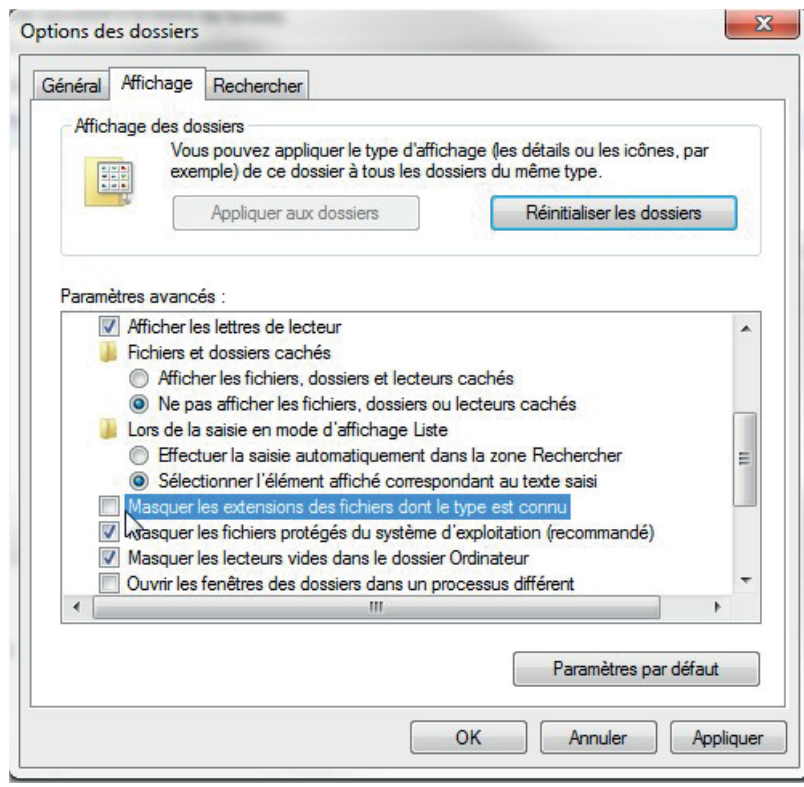 Options des dossiers
Général Affichage Rechercher
Affichage des dossiers
Vous pouvez appliquer le type d'affichage (les détails ou les icônes, par
exemple) de ce dossier à tous les dossiers du même type.
Appliquer aux dossiers Réinitialiser les dossiers
Paramètres avancés :
Afficher les lettres de lecteur
Fichiers et dossiers cachés
Afficher les fichiers, dossiers et lecteurs cachés
Ne pas afficher les fichiers, dossiers ou lecteurs cachés
Lors de la saisie en mode d'affichage Liste
Effectuer la saisie automatiquement dans la zone Rechercher
Sélectionner l'élément affiché correspondant au texte saisi
Masquer les extensions des fichiers dont le type est connu
Masquer les fichiers protégés du système d'exploitation (recommandé)
Masquer les lecteurs vides dans le dossier Ordinateur
Ouvrir les fenêtres des dossiers dans un processus différent
Paramètres par défaut
OK Annuler Appliquer